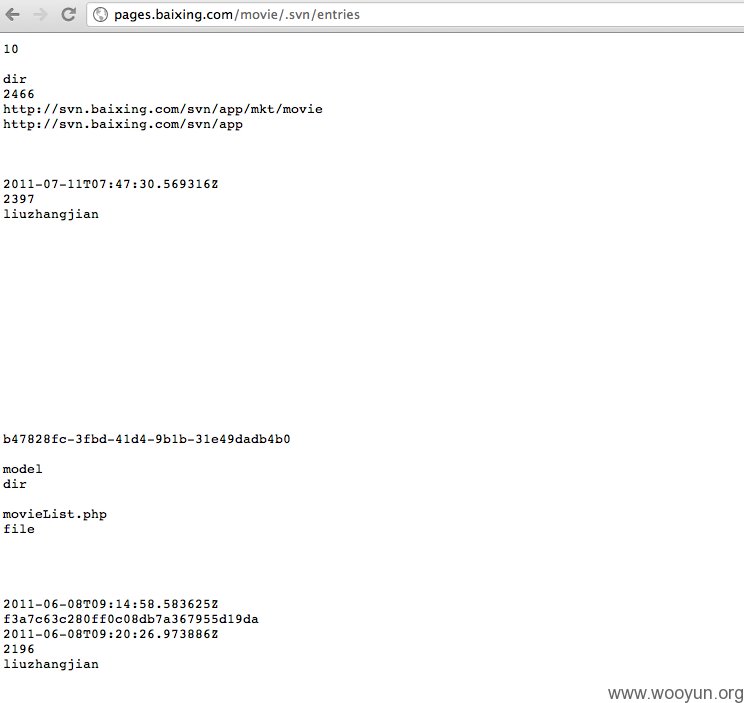 pages.baixing.com/movie/.svn/entries
10
dir
2466
http://svn.baixing.com/svn/app/mkt/movie
http://svn.baixing.com/svn/app
2011-07-11T07:47:30.569316Z
2397
liuzhangjian
b47828fc-3fbd-41d4-9b1b-31e49dadb4b0
model
dir
movieList.php
file
2011-06-08T09:14:58.583625Z
f3a7c63c280ff0c08db7a367955d19da
2011-06-08T09:20:26.973886Z
2196
liuzhangjian
www.wooyun.org